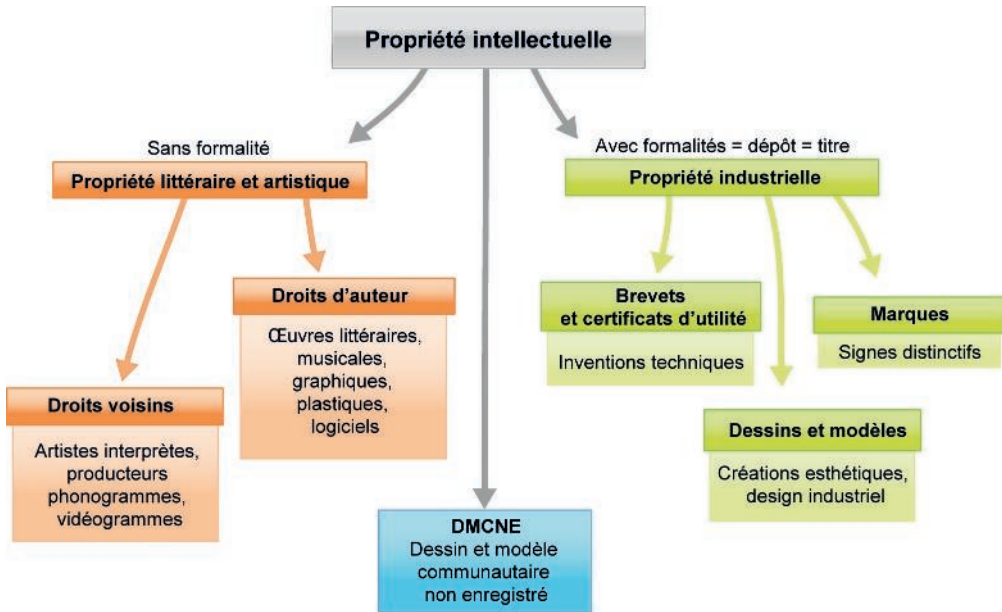 Propriété intellectuelle
Sans formalité
Propriété littéraire et artistique
Droits d'auteur
Œuvres littéraires,
musicales,
graphiques,
plastiques,
logiciels
Droits voisins
Artistes interprètes,
producteurs
phonogrammes,
vidéogrammes
DMCNE
Dessin et modèle
communautaire
non enregistré
Avec formalités = dépôt = titre
Propriété industrielle
Brevets
et certificats d'utilité
Inventions techniques
Marques
Signes distinctifs
Dessins et modèles
Créations esthétiques,
design industriel